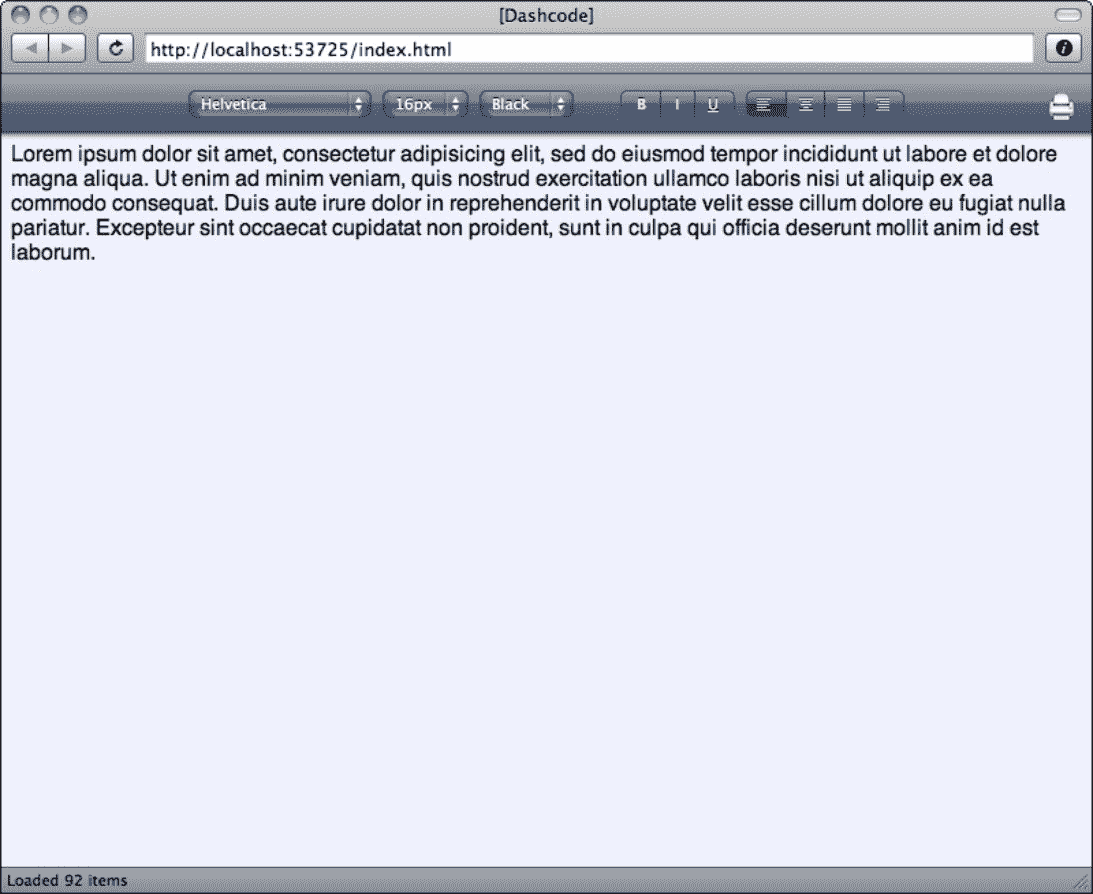 [Dashcode]
http://localhost:53725/index.html
Helvetica 16px Black B I U
Lorem ipsum dolor sit amet, consectetur adipisicing elit, sed do eiusmod tempor incididunt ut labore et dolore
magna aliqua. Ut enim ad minim veniam, quis nostrud exercitation ullamco laboris nisi ut aliquip ex ea
commodo consequat. Duis aute irure dolor in reprehenderit in voluptate velit esse cillum dolore eu fugiat nulla
pariatur. Excepteur sint occaecat cupidatat non proident, sunt in culpa qui officia deserunt mollit anim id est
laborum.
Loaded 92 items